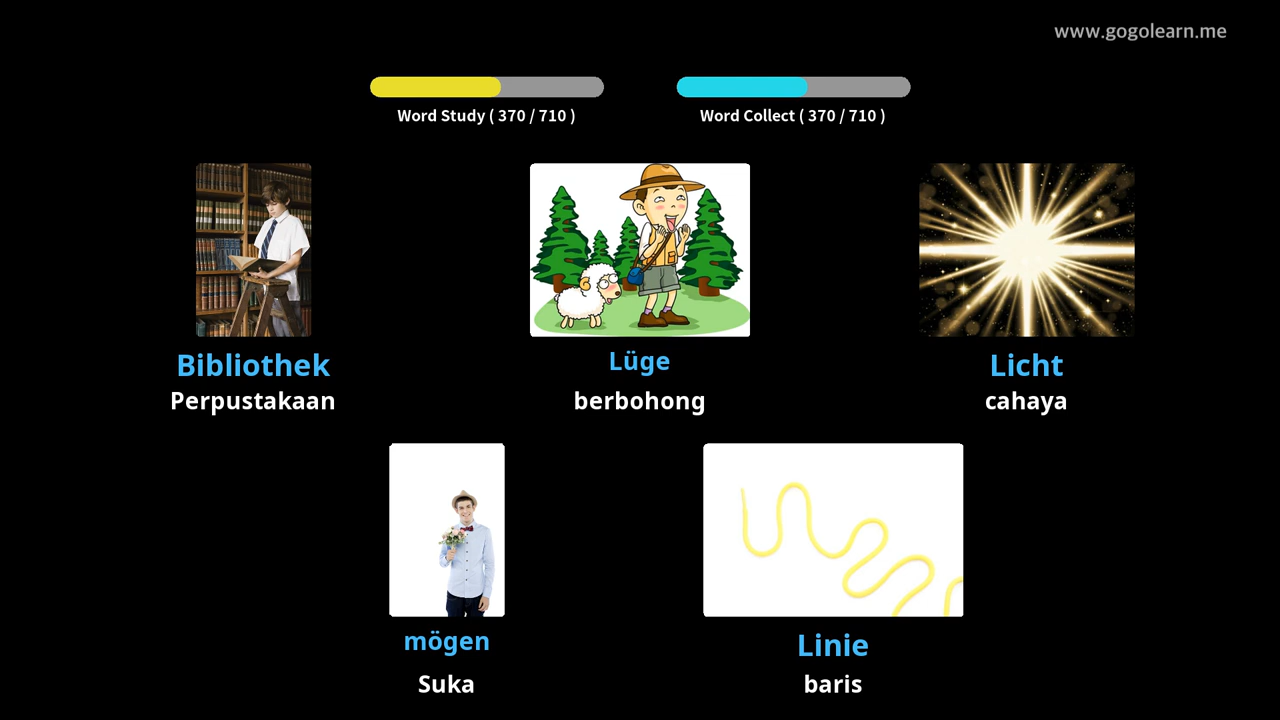 www.gogolearn.me
Word Study ( 370 / 710 )
Word Collect ( 370 / 710 )
Bibliothek
Perpustakaan
Lüge
berbohong
Licht
cahaya
mögen
Suka
Linie
baris